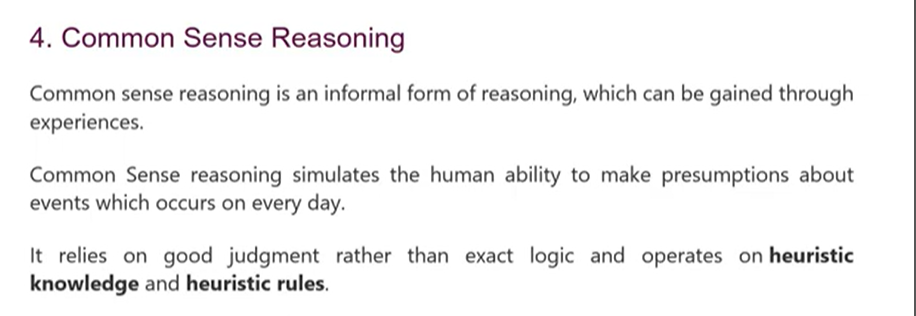 4. Common Sense Reasoning
Common sense reasoning is an informal form of reasoning, which can be gained through
experiences.
Common Sense reasoning simulates the human ability to make presumptions about
events which occurs on every day.
It relies on good judgment rather than exact logic and operates on heuristic
knowledge and heuristic rules.